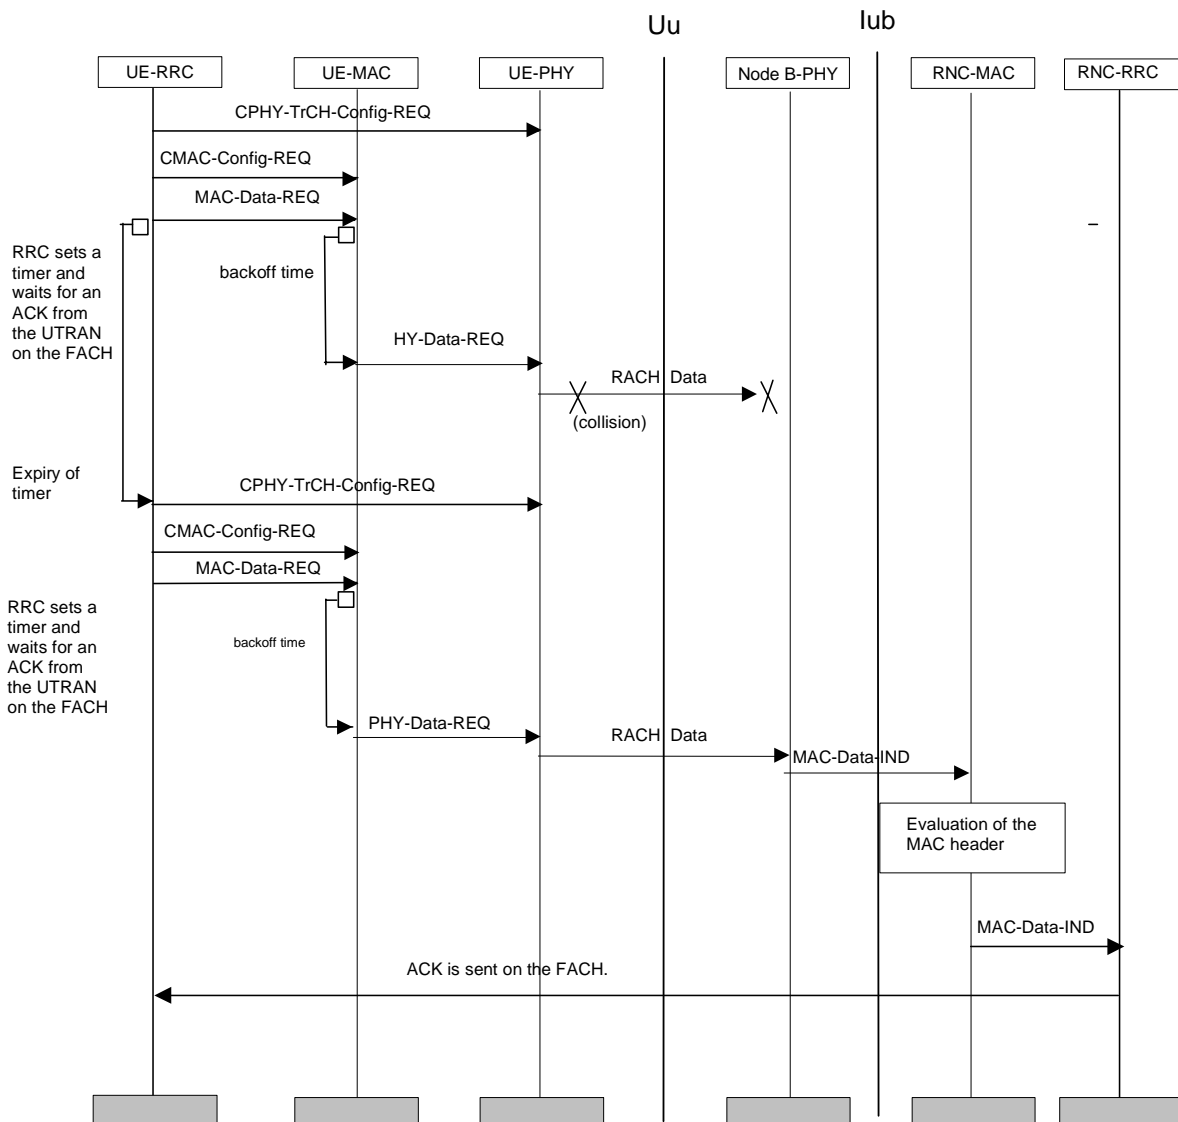 Uu
Iub
UE-RRC
UE-MAC
UE-PHY
Node B-PHY
RNC-MAC
RNC-RRC
CPHY-TrCH-Config-REQ
CMAC-Config-REQ
MAC-Data-REQ
RRC sets a
timer and
waits for an
ACK from
the UTRAN
on the FACH
backoff time
HY-Data-REQ
RACH Data
(collision)
Expiry of
timer
CPHY-TrCH-Config-REQ
CMAC-Config-REQ
MAC-Data-REQ
RRC sets a
timer and
waits for an
ACK from
the UTRAN
on the FACH
backoff time
PHY-Data-REQ
RACH Data
MAC-Data-IND
Evaluation of the
MAC header
MAC-Data-IND
ACK is sent on the FACH.